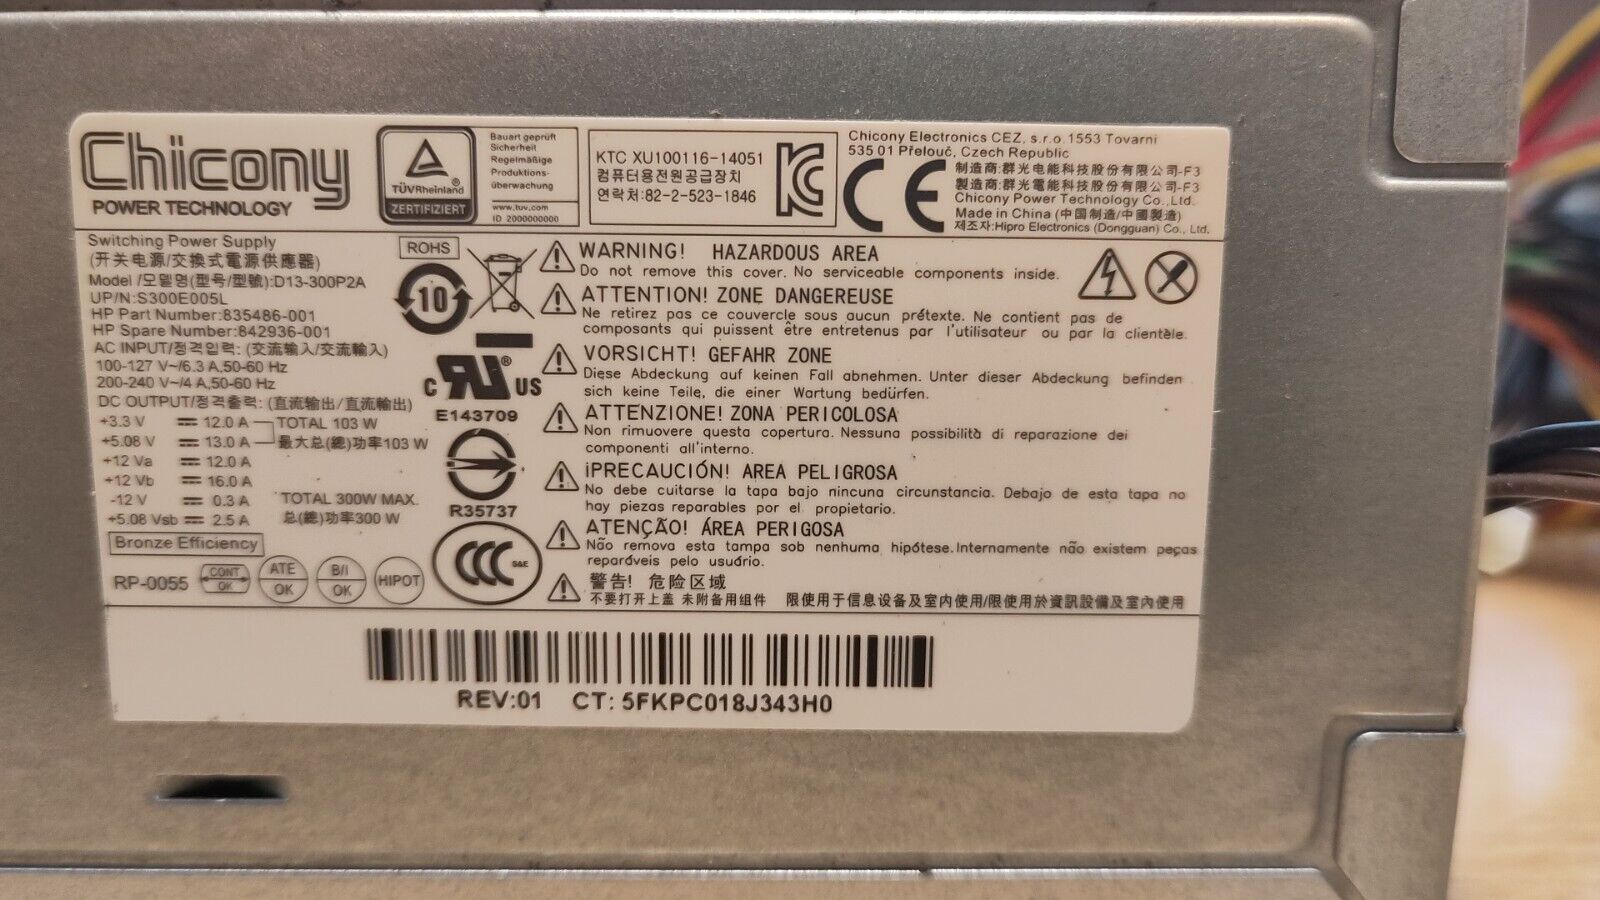 Chicony
POWER TECHNOLOGY
TÜVRheinland
ZERTIFIZIERT
Bauart geprüft
Sicherheit
Regelmäßige
Produktions-
überwachung
www.tuv.com
ID 2000000000
KTC XU100116-14051
컴퓨터용전원공급장치
연락처:82-2-523-1846
Chicony Electronics CEZ, s.r.o. 1553 Tovarni
535 01 Přelouč, Czech Republic
CE
制造商:群光电能科技股份有限公司-F3
製造商:群光電能科技股份有限公司-F3
Chicony Power Technology Co.,Ltd.
Made in China (中国制造/中國製造)
제조자:Hipro Electronics (Dongguan) Co., Ltd.
Switching Power Supply
(开关电源/交換式電源供應器)
Model /모델명(型号/型號):D13-300P2A
UP/N:S300E005L
HP Part Number:835486-001
HP Spare Number:842936-001
AC INPUT/정격입력: (交流输入/交流輸入)
100-127 V~/6.3 A,50-60 Hz
200-240 V~/4 A,50-60 Hz
DC OUTPUT/정격출력: (直流输出/直流輸出)
+3.3 V ⎓ 12.0 A TOTAL 103 W
+5.08 V ⎓ 13.0 A 最大总(總)功率103 W
+12 Va ⎓ 12.0 A
+12 Vb ⎓ 16.0 A
-12 V ⎓ 0.3 A TOTAL 300W MAX.
+5.08 Vsb ⎓ 2.5 A 总(總)功率300 W
Bronze Efficiency
RP-0055
CONT OK
ATE OK
B/I OK
HIPOT
ROHS
10
C US
E143709
R35737
CCC S&E
WARNING! HAZARDOUS AREA
Do not remove this cover. No serviceable components inside.
ATTENTION! ZONE DANGEREUSE
Ne retirez pas ce couvercle sous aucun prétexte. Ne contient pas de
composants qui puissent être entretenus par l'utilisateur ou par la clientèle.
VORSICHT! GEFAHR ZONE
Diese Abdeckung auf keinen Fall abnehmen. Unter dieser Abdeckung befinden
sich keine Teile, die einer Wartung bedürfen.
ATTENZIONE! ZONA PERICOLOSA
Non rimuovere questa copertura. Nessuna possibilità di reparazione dei
componenti all'interno.
¡PRECAUCIÓN! AREA PELIGROSA
No debe cuitarse la tapa bajo nincuna circunstancia. Debajo de esta tapa no
hay piezas reparables por el propietario.
ATENÇÃO! ÁREA PERIGOSA
Não remova esta tampa sob nenhuma hipótese. Internamente não existem peças
reparáveis pelo usuário.
警告! 危险区域
不要打开上盖 未附备用组件 限使用于信息设备及室内使用/限使用於資訊設備及室內使用
REV:01 CT: 5FKPC018J343H0